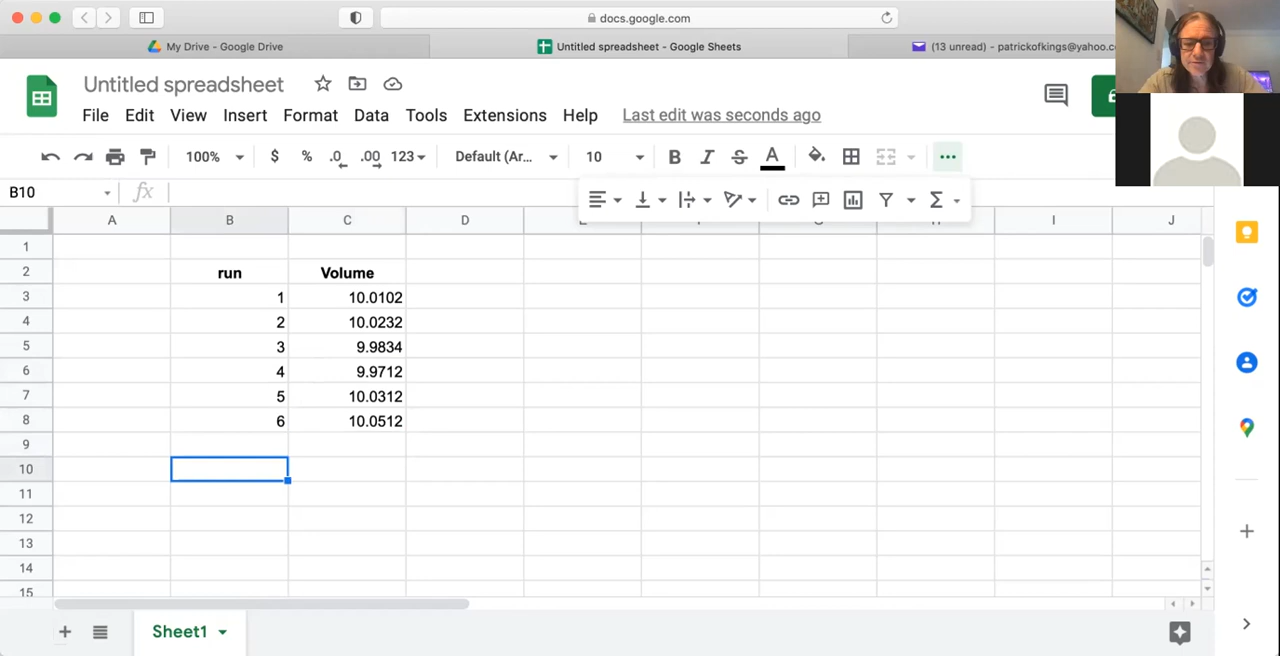 docs.google.com
My Drive - Google Drive
Untitled spreadsheet - Google Sheets
(13 unread) - patrickofkings@yahoo.c
Untitled spreadsheet
File Edit View Insert Format Data Tools Extensions Help Last edit was seconds ago
100% $ % .0 .00 123 Default (Ar... 10 B I S A
B10 fx
A B C D I J
1
2 run Volume
3 1 10.0102
4 2 10.0232
5 3 9.9834
6 4 9.9712
7 5 10.0312
8 6 10.0512
9
10
11
12
13
14
15
Sheet1